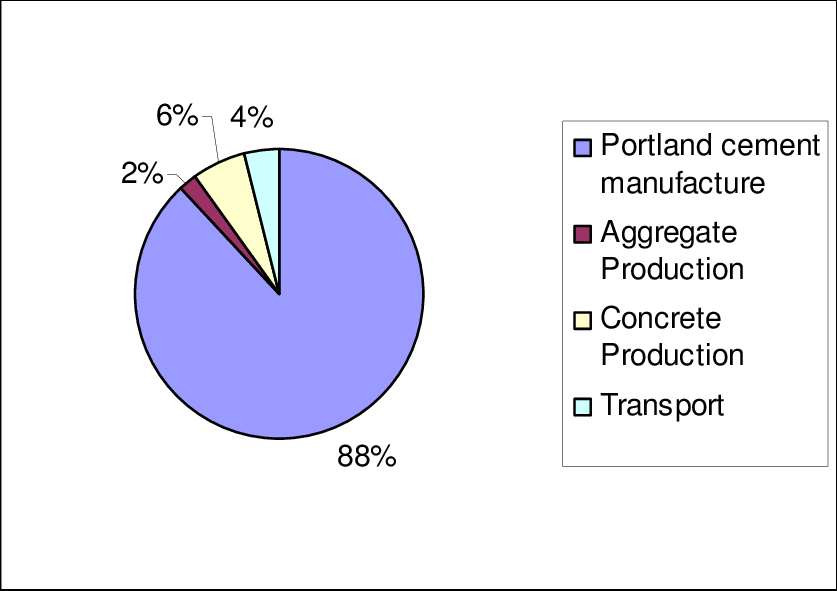 6%
4%
2%
88%
Portland cement
manufacture
Aggregate
Production
Concrete
Production
Transport